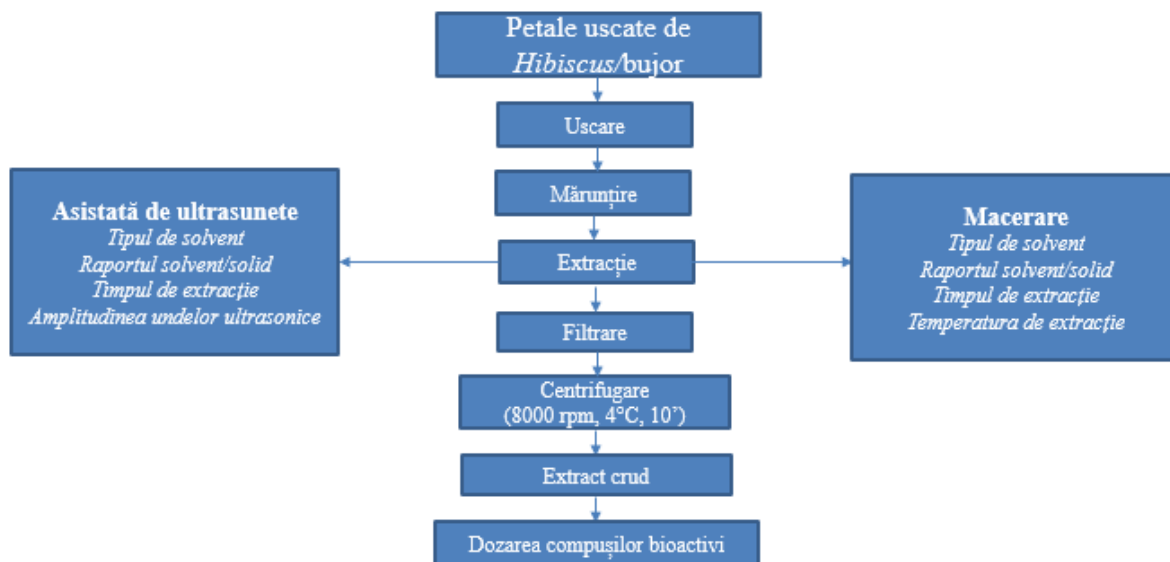 Petale uscate de
Hibiscus/bujor
Uscare
Mărunțire
Asistată de ultrasunete
Tipul de solvent
Raportul solvent/solid
Timpul de extracție
Amplitudinea undelor ultrasonice
Extracție
Macerare
Tipul de solvent
Raportul solvent/solid
Timpul de extracție
Temperatura de extracție
Filtrare
Centrifugare
(8000 rpm, 4°C, 10’)
Extract crud
Dozarea compușilor bioactivi